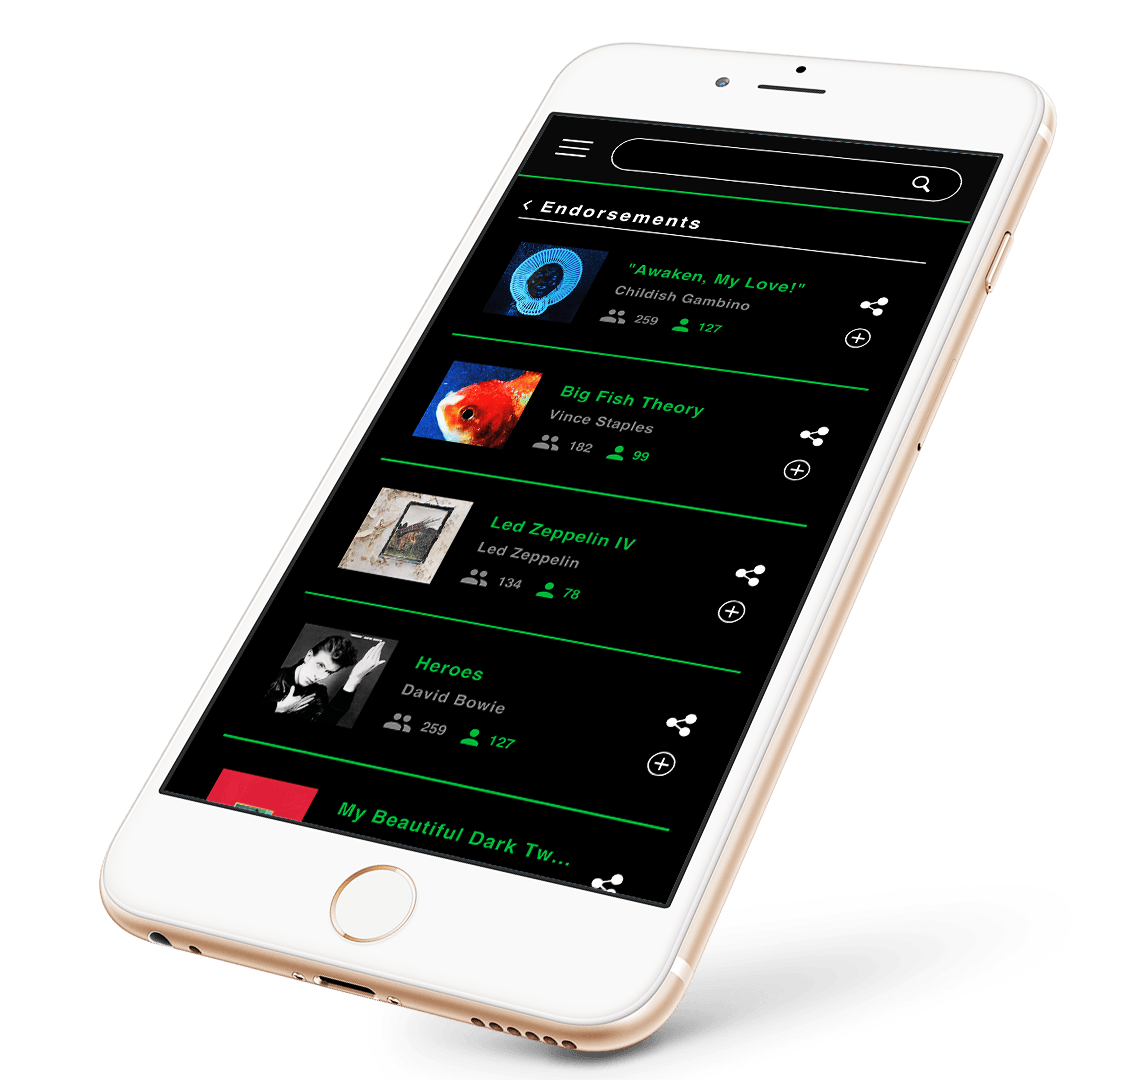 Endorsements
"Awaken, My Love!"
Childish Gambino
259 127
Big Fish Theory
Vince Staples
182 99
Led Zeppelin IV
Led Zeppelin
134 78
Heroes
David Bowie
259 127
My Beautiful Dark Tw...